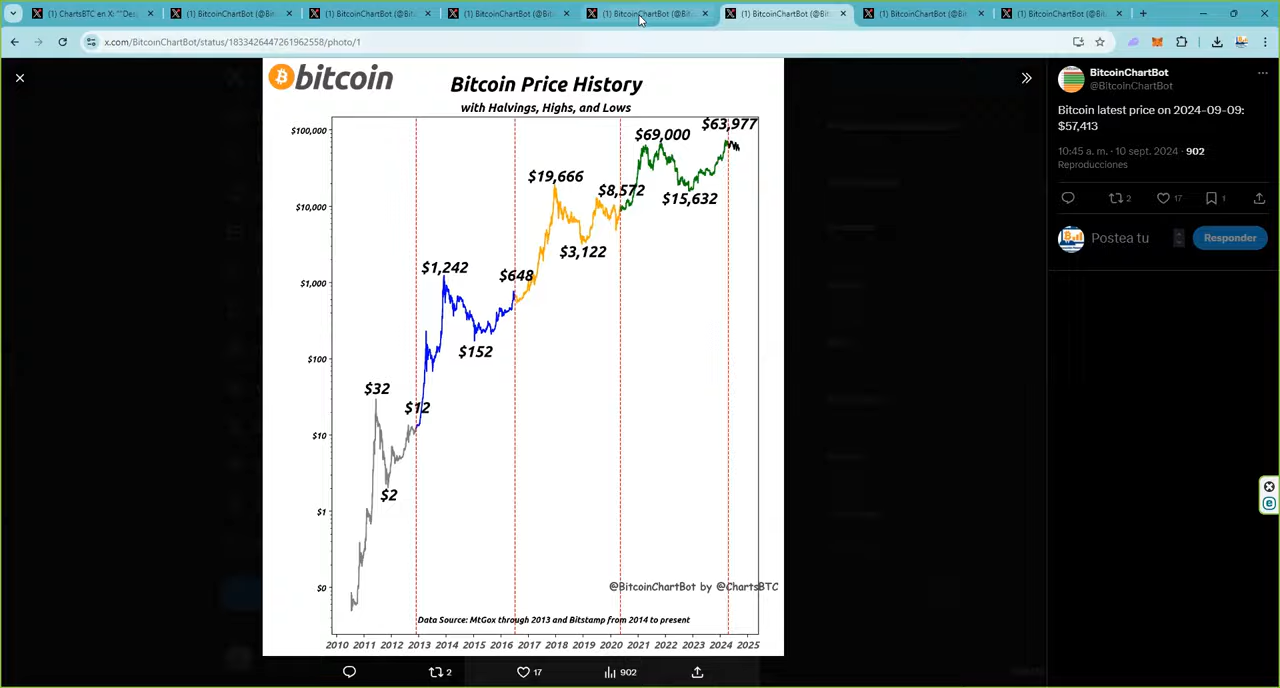 (1) ChartsBTC en X: "“Des
(1) BitcoinChartBot (@Bi
(1) BitcoinChartBot (@Bi
(1) BitcoinChartBot (@Bi
(1) BitcoinChartBot (@Bi
(1) BitcoinChartBot (@Bi
(1) BitcoinChartBot (@Bi
(1) BitcoinChartBot (@Bi
x.com/BitcoinChartBot/status/1833426447261962558/photo/1
bitcoin
Bitcoin Price History
with Halvings, Highs, and Lows
$100,000
$10,000
$1,000
$100
$10
$1
$0
$63,977
$69,000
$19,666
$8,572
$15,632
$3,122
$1,242
$648
$152
$32
$12
$2
@BitcoinChartBot by @ChartsBTC
Data Source: MtGox through 2013 and Bitstamp from 2014 to present
2010 2011 2012 2013 2014 2015 2016 2017 2018 2019 2020 2021 2022 2023 2024 2025
2 17 902
BitcoinChartBot
@BitcoinChartBot
Bitcoin latest price on 2024-09-09:
$57,413
10:45 a. m. · 10 sept. 2024 · 902
Reproducciones
2 17 1
Postea tu
Responder